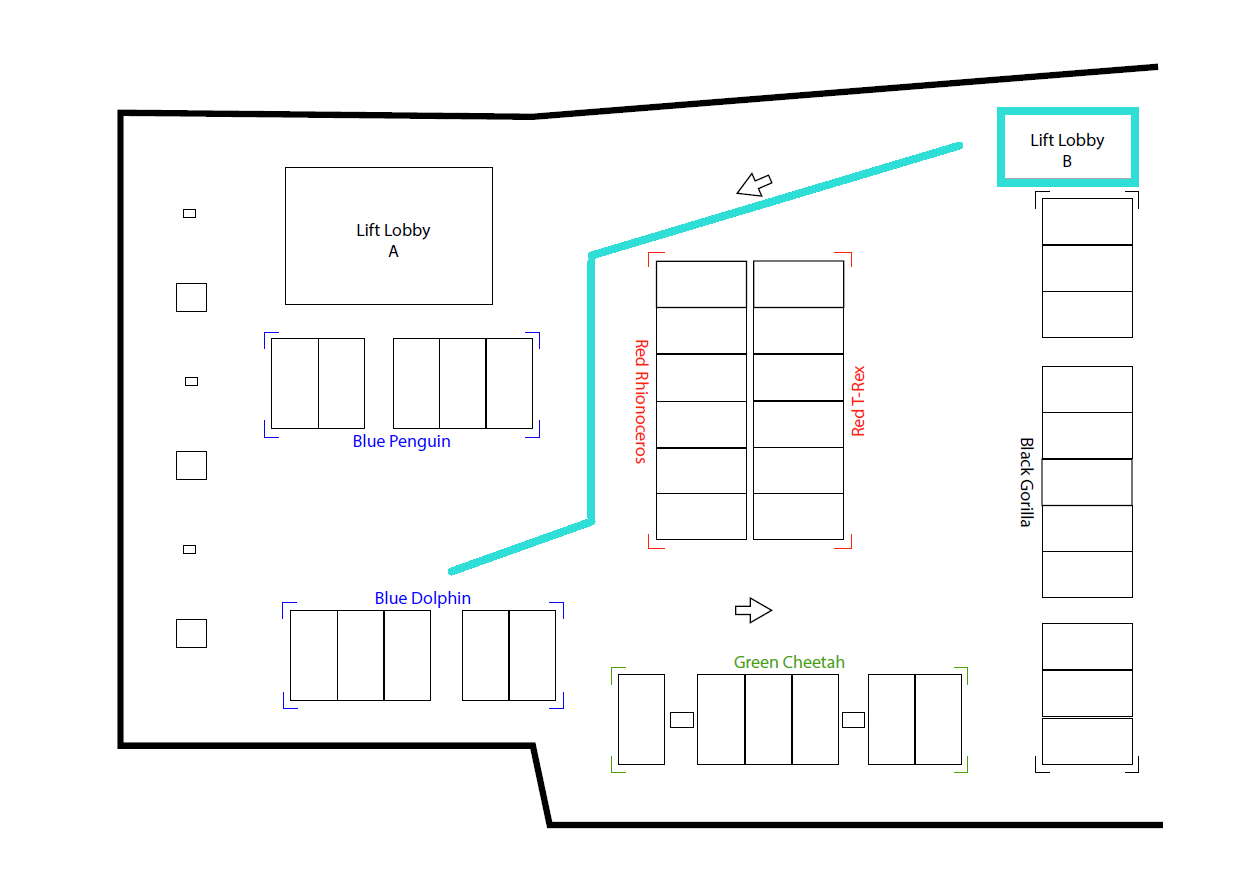 Lift Lobby
B
Lift Lobby
A
Red Rhionoceros
Red T-Rex
Blue Penguin
Black Gorilla
Blue Dolphin
Green Cheetah